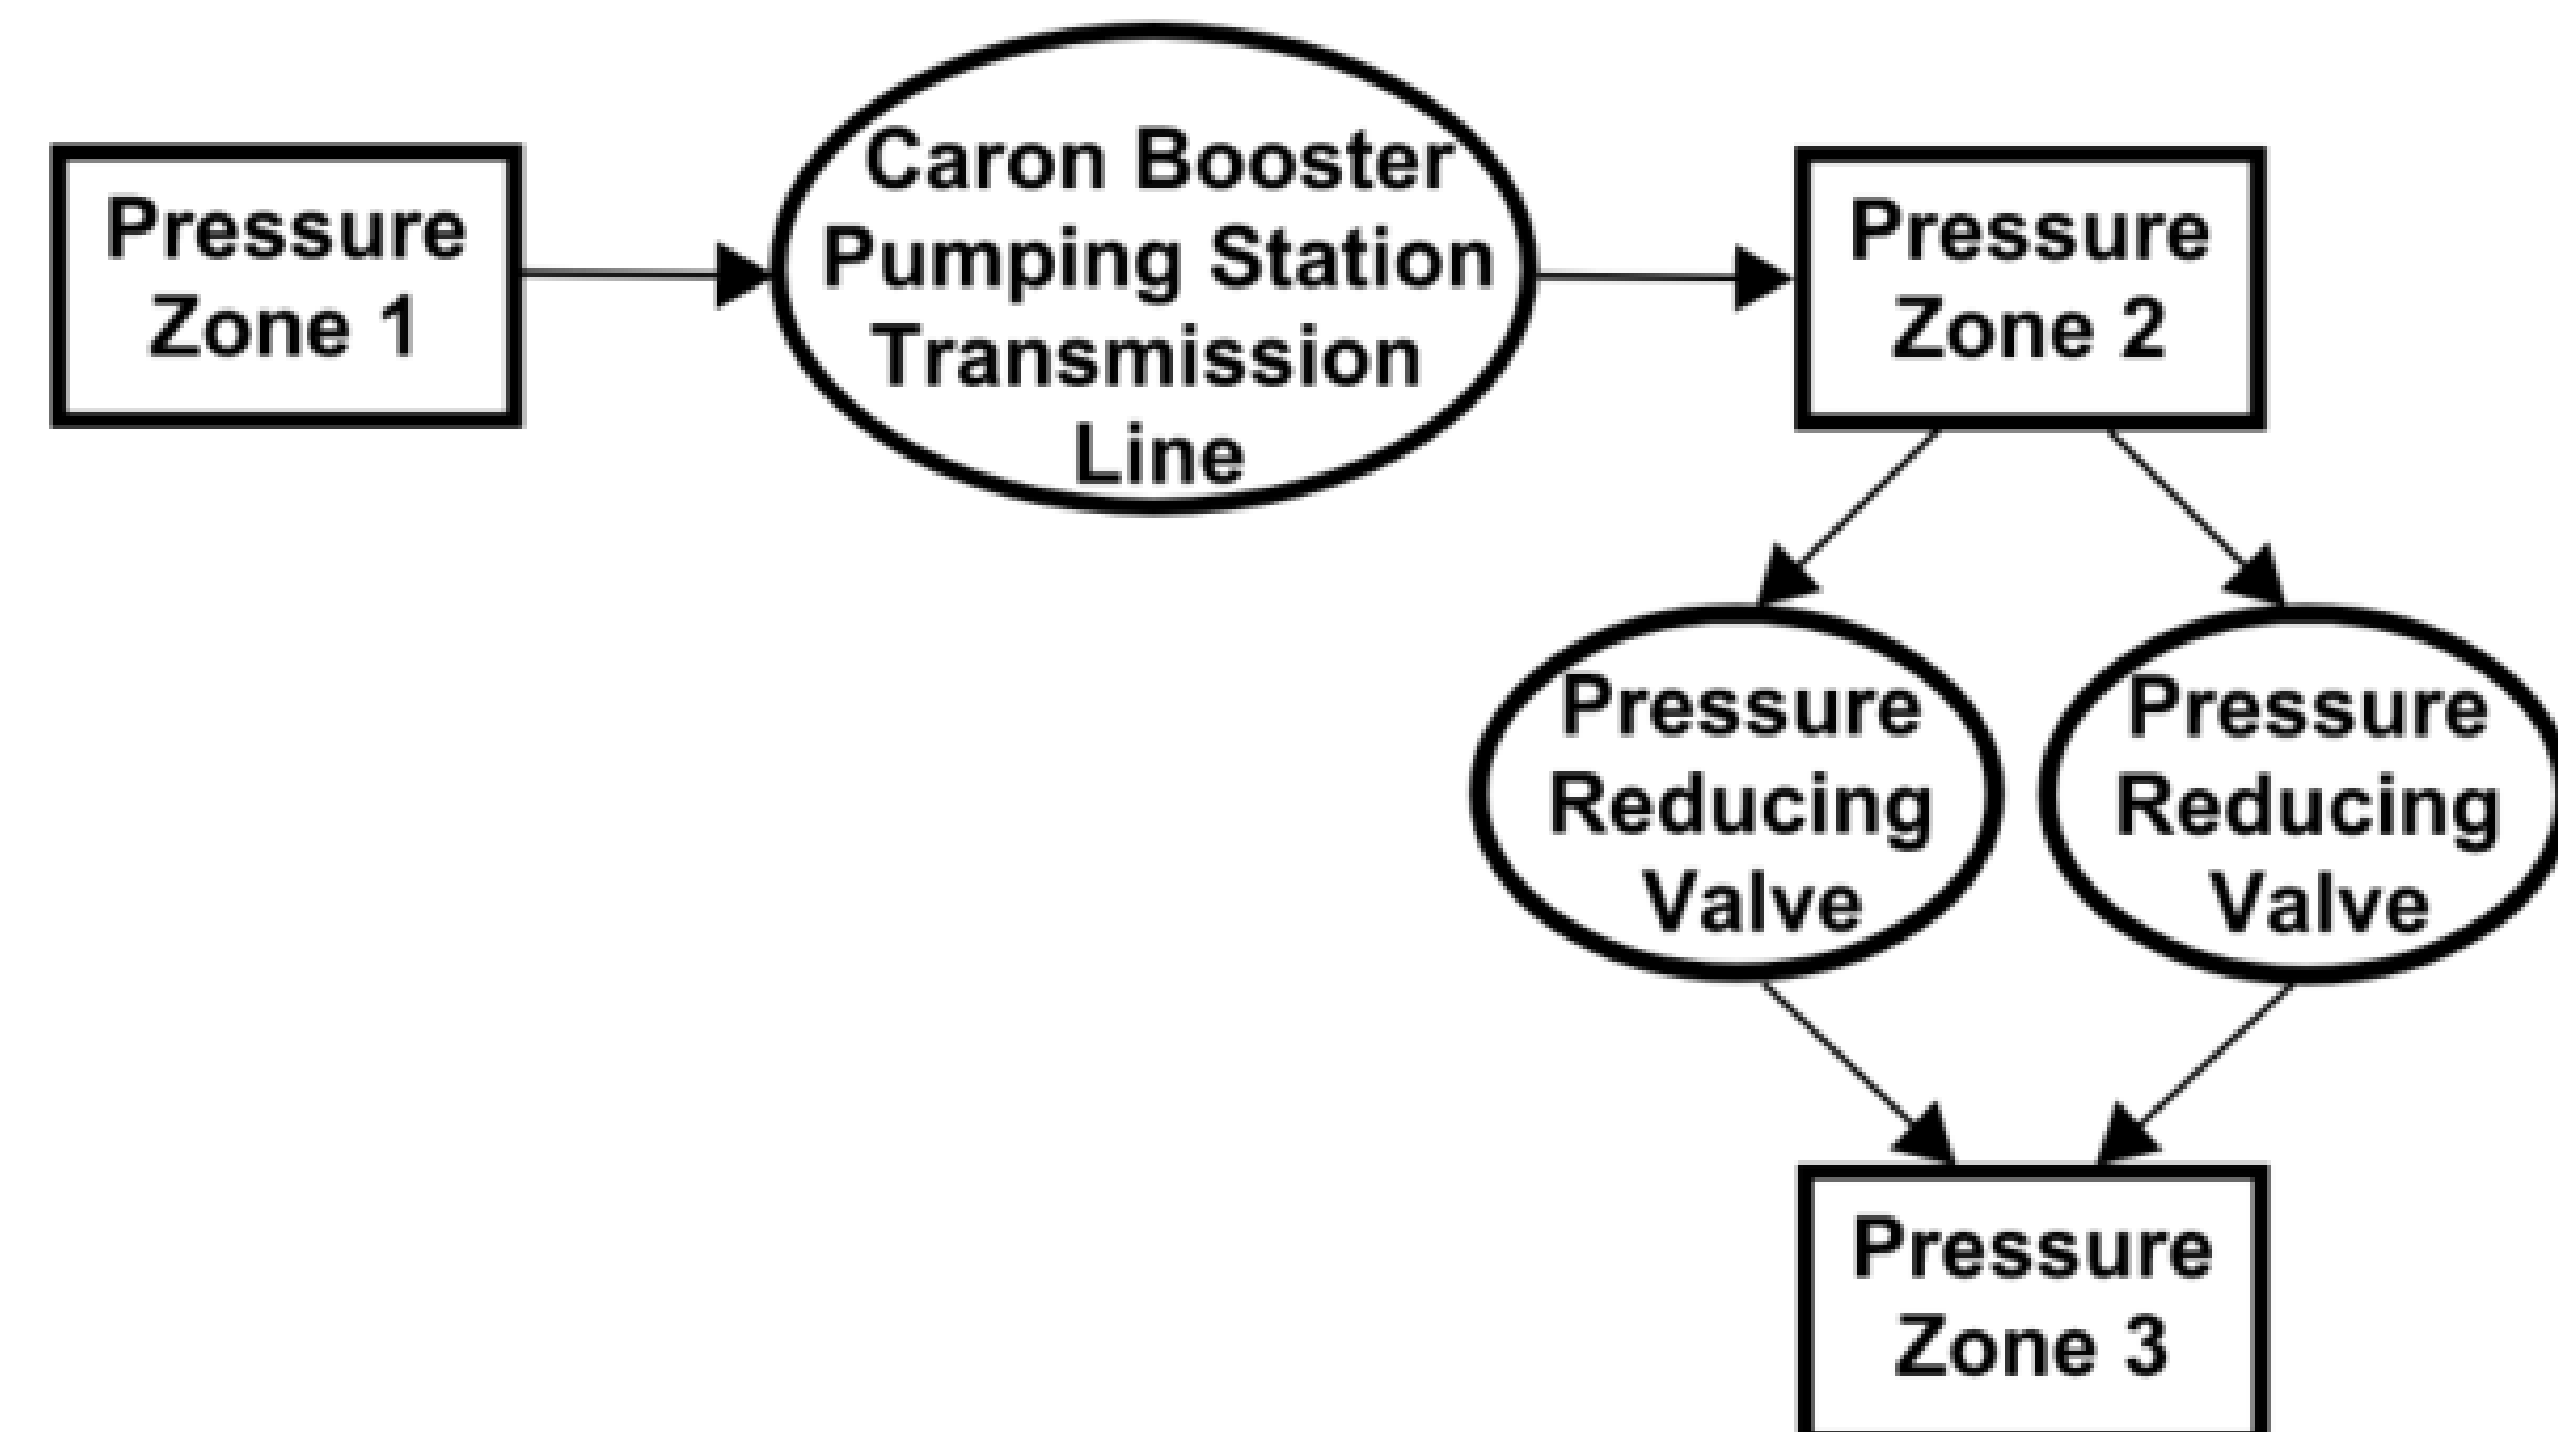 Pressure
Zone 1
Caron Booster
Pumping Station
Transmission
Line
Pressure
Zone 2
Pressure
Reducing
Valve
Pressure
Reducing
Valve
Pressure
Zone 3